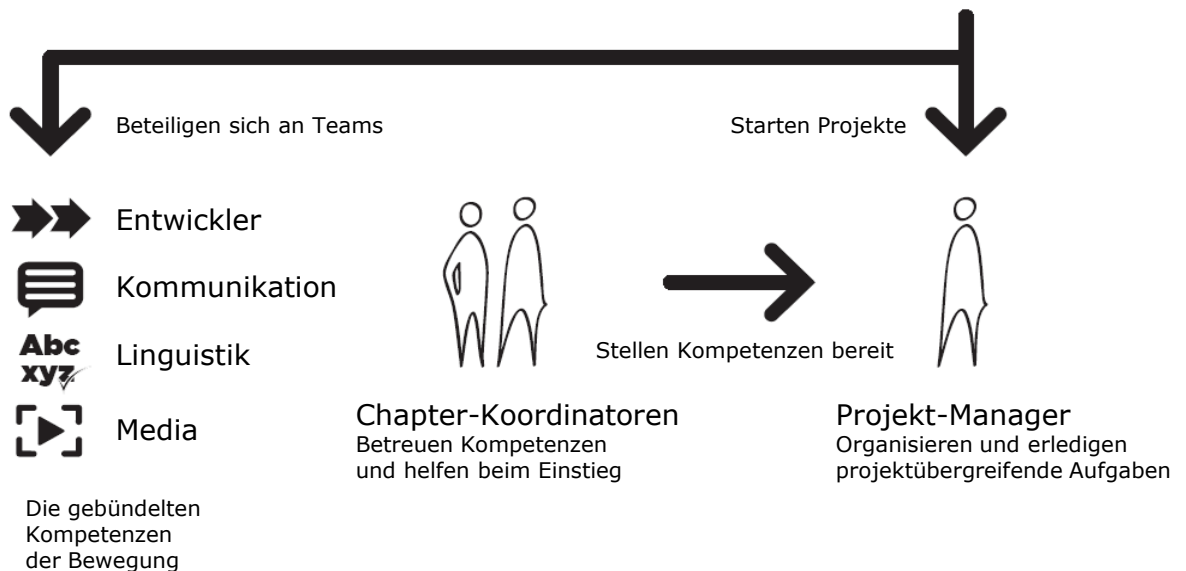 Beteiligen sich an Teams
Starten Projekte
Entwickler
Kommunikation
Abc
xyz
Linguistik
Media
Stellen Kompetenzen bereit
Chapter-Koordinatoren
Betreuen Kompetenzen
und helfen beim Einstieg
Projekt-Manager
Organisieren und erledigen
projektübergreifende Aufgaben
Die gebündelten
Kompetenzen
der Bewegung